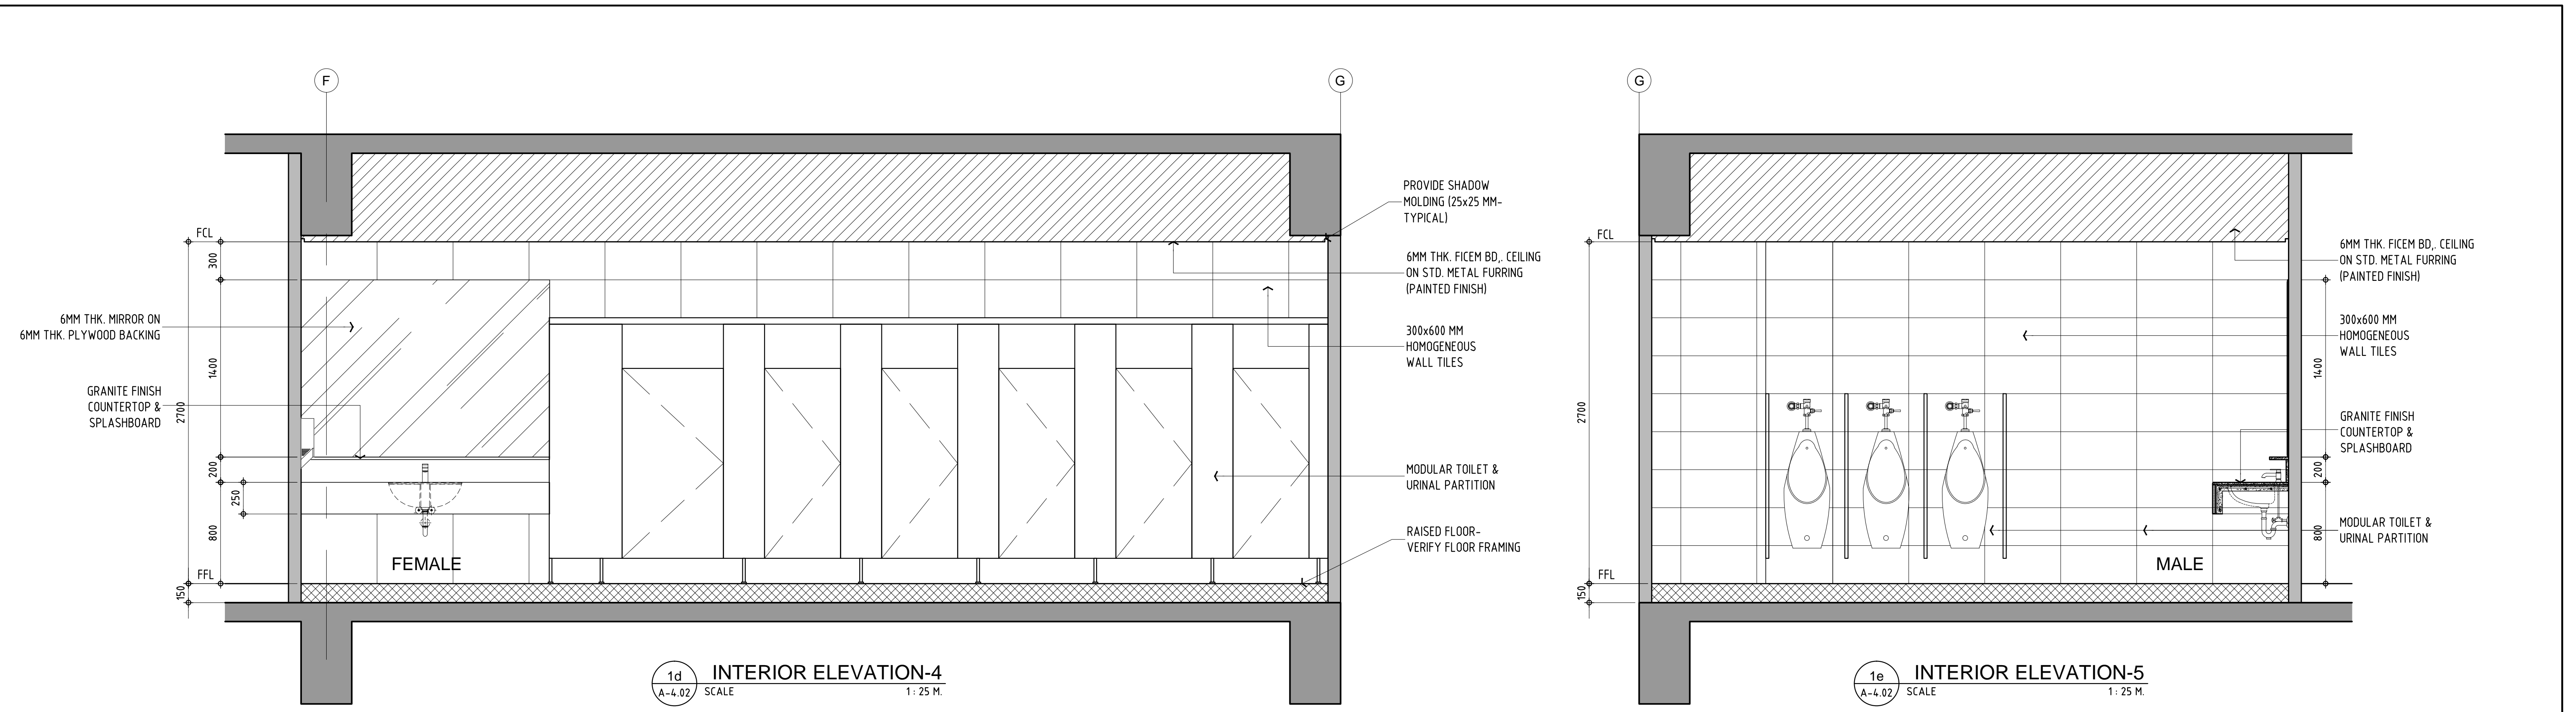 F
G
G
PROVIDE SHADOW
MOLDING (25x25 MM-
TYPICAL)
FCL
300
6MM THK. FICEM BD,. CEILING
ON STD. METAL FURRING
(PAINTED FINISH)
6MM THK. MIRROR ON
6MM THK. PLYWOOD BACKING
300x600 MM
HOMOGENEOUS
WALL TILES
1400
2700
GRANITE FINISH
COUNTERTOP &
SPLASHBOARD
200
250
MODULAR TOILET &
URINAL PARTITION
800
RAISED FLOOR-
VERIFY FLOOR FRAMING
FEMALE
FFL
150
1d
A-4.02
INTERIOR ELEVATION-4
SCALE
1 : 25 M.
FCL
6MM THK. FICEM BD,. CEILING
ON STD. METAL FURRING
(PAINTED FINISH)
300x600 MM
HOMOGENEOUS
WALL TILES
1400
2700
GRANITE FINISH
COUNTERTOP &
SPLASHBOARD
200
MODULAR TOILET &
URINAL PARTITION
800
MALE
FFL
150
1e
A-4.02
INTERIOR ELEVATION-5
SCALE
1 : 25 M.